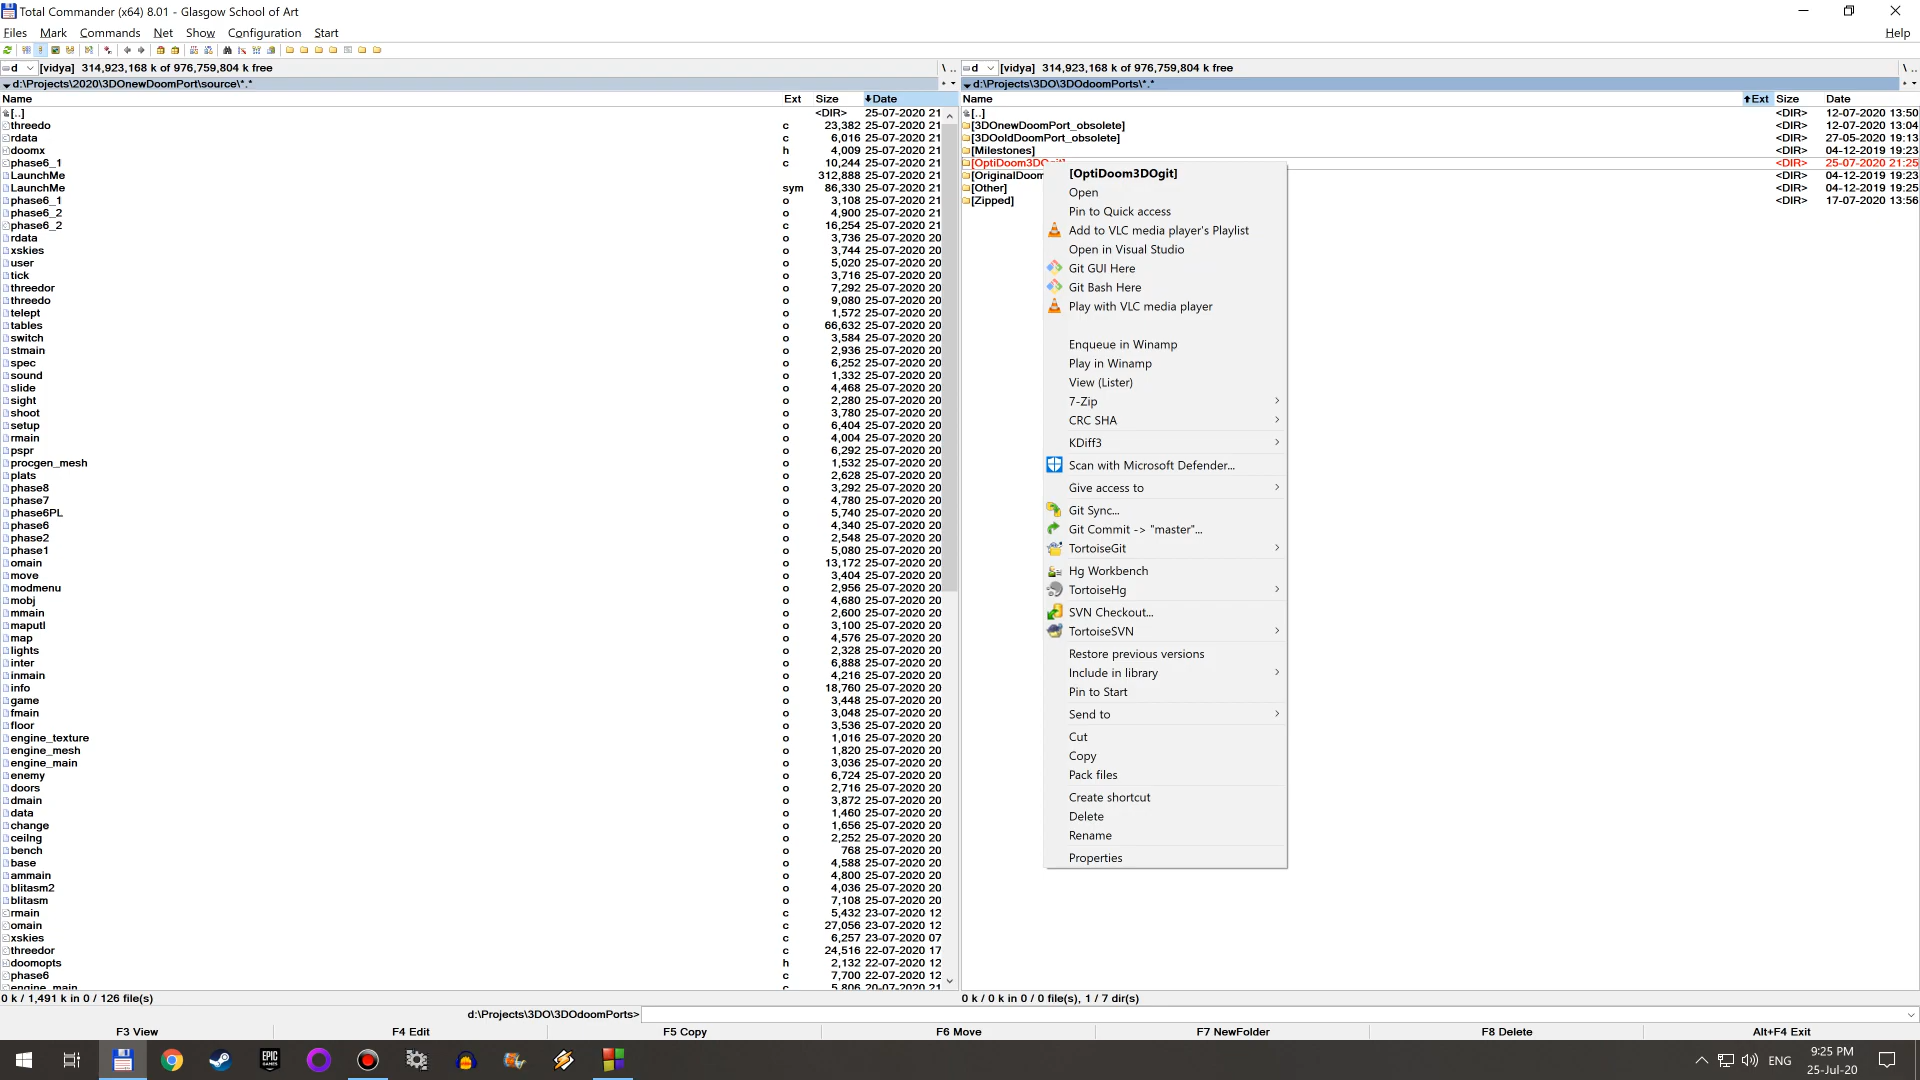 Total Commander (x64) 8.01 - Glasgow School of Art
Files Mark Commands Net Show Configuration Start Help
d [vidya] 314,923,168 k of 976,759,804 k free \ ..
d:\Projects\2020\3DOnewDoomPort\source\*.* * ▾
Name Ext Size Date
[..] <DIR> 25-07-2020 21
threedo c 23,382 25-07-2020 21
rdata c 6,016 25-07-2020 21
doomx h 4,009 25-07-2020 21
phase6_1 c 10,244 25-07-2020 21
LaunchMe 312,888 25-07-2020 21
LaunchMe sym 86,330 25-07-2020 21
phase6_1 o 3,108 25-07-2020 21
phase6_2 o 4,900 25-07-2020 21
phase6_2 c 16,254 25-07-2020 21
rdata o 3,736 25-07-2020 20
xskies o 3,744 25-07-2020 20
user o 5,020 25-07-2020 20
tick o 3,716 25-07-2020 20
threedor o 7,292 25-07-2020 20
threedo o 9,080 25-07-2020 20
telept o 1,572 25-07-2020 20
tables o 66,632 25-07-2020 20
switch o 3,584 25-07-2020 20
stmain o 2,936 25-07-2020 20
spec o 6,252 25-07-2020 20
sound o 1,332 25-07-2020 20
slide o 4,468 25-07-2020 20
sight o 2,280 25-07-2020 20
shoot o 3,780 25-07-2020 20
setup o 6,404 25-07-2020 20
rmain o 4,004 25-07-2020 20
pspr o 6,292 25-07-2020 20
procgen_mesh o 1,532 25-07-2020 20
plats o 2,628 25-07-2020 20
phase8 o 3,292 25-07-2020 20
phase7 o 4,780 25-07-2020 20
phase6PL o 5,740 25-07-2020 20
phase6 o 4,340 25-07-2020 20
phase2 o 2,548 25-07-2020 20
phase1 o 5,080 25-07-2020 20
omain o 13,172 25-07-2020 20
move o 3,404 25-07-2020 20
modmenu o 2,956 25-07-2020 20
mobj o 4,680 25-07-2020 20
mmain o 2,600 25-07-2020 20
maputl o 3,100 25-07-2020 20
map o 4,576 25-07-2020 20
lights o 2,328 25-07-2020 20
inter o 6,888 25-07-2020 20
inmain o 4,216 25-07-2020 20
info o 18,760 25-07-2020 20
game o 3,448 25-07-2020 20
fmain o 3,048 25-07-2020 20
floor o 3,536 25-07-2020 20
engine_texture o 1,016 25-07-2020 20
engine_mesh o 1,820 25-07-2020 20
engine_main o 3,036 25-07-2020 20
enemy o 6,724 25-07-2020 20
doors o 2,716 25-07-2020 20
dmain o 3,872 25-07-2020 20
data o 1,460 25-07-2020 20
change o 1,656 25-07-2020 20
ceilng o 2,252 25-07-2020 20
bench o 768 25-07-2020 20
base o 4,588 25-07-2020 20
ammain o 4,800 25-07-2020 20
blitasm2 o 4,036 25-07-2020 20
blitasm o 7,108 25-07-2020 20
rmain c 5,432 23-07-2020 12
omain c 27,056 23-07-2020 12
xskies c 6,257 23-07-2020 07
threedor c 24,516 22-07-2020 17
doomopts h 2,132 22-07-2020 12
phase6 c 7,700 22-07-2020 12
engine_main c 5,806 20-07-2020 21
0 k / 1,491 k in 0 / 126 file(s)
d [vidya] 314,923,168 k of 976,759,804 k free \ ..
d:\Projects\3DO\3DOdoomPorts\*.* * ▾
Name Ext Size Date
[..] <DIR> 12-07-2020 13:50
[3DOnewDoomPort_obsolete] <DIR> 12-07-2020 13:04
[3DOoldDoomPort_obsolete] <DIR> 27-05-2020 19:13
[Milestones] <DIR> 04-12-2019 19:23
[OptiDoom3DOgit] <DIR> 25-07-2020 21:25
[OriginalDoom <DIR> 04-12-2019 19:23
[Other] <DIR> 04-12-2019 19:25
[Zipped] <DIR> 17-07-2020 13:56
[OptiDoom3DOgit]
Open
Pin to Quick access
Add to VLC media player's Playlist
Open in Visual Studio
Git GUI Here
Git Bash Here
Play with VLC media player
Enqueue in Winamp
Play in Winamp
View (Lister)
7-Zip
CRC SHA
KDiff3
Scan with Microsoft Defender...
Give access to
Git Sync...
Git Commit -> "master"...
TortoiseGit
Hg Workbench
TortoiseHg
SVN Checkout...
TortoiseSVN
Restore previous versions
Include in library
Pin to Start
Send to
Cut
Copy
Pack files
Create shortcut
Delete
Rename
Properties
0 k / 0 k in 0 / 0 file(s), 1 / 7 dir(s)
d:\Projects\3DO\3DOdoomPorts>
F3 View F4 Edit F5 Copy F6 Move F7 NewFolder F8 Delete Alt+F4 Exit
EPIC GAMES
ENG
9:25 PM
25-Jul-20